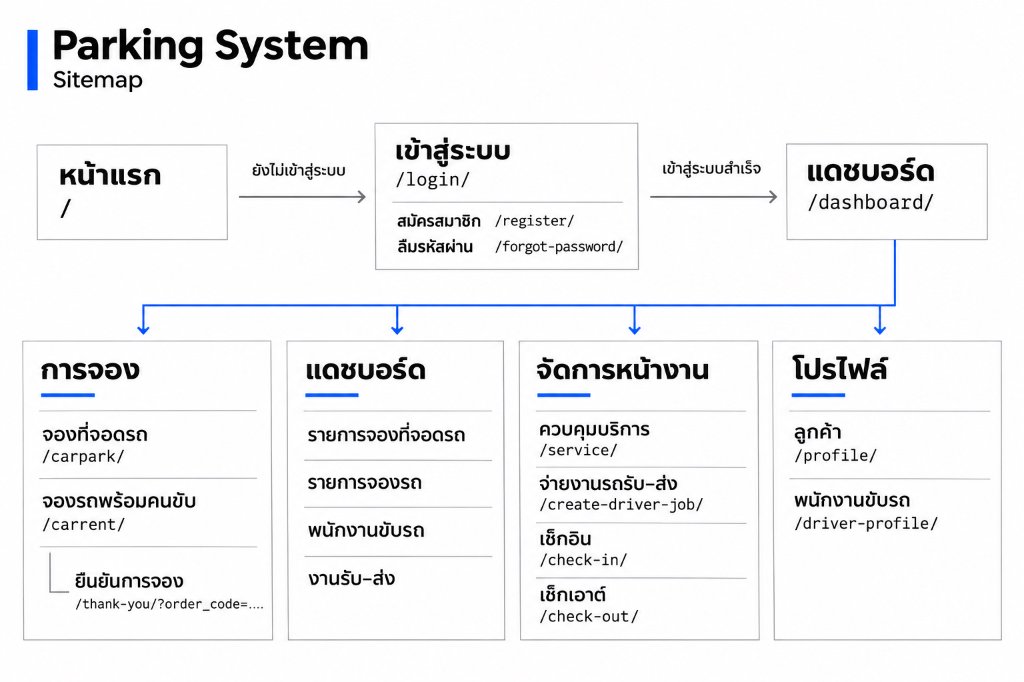 Parking System
Sitemap
หน้าแรก
/
ยังไม่เข้าสู่ระบบ
เข้าสู่ระบบ
/login/
สมัครสมาชิก /register/
ลืมรหัสผ่าน /forgot-password/
เข้าสู่ระบบสำเร็จ
แดชบอร์ด
/dashboard/
การจอง
จองที่จอดรถ
/carpark/
จองรถพร้อมคนขับ
/carrent/
ยืนยันการจอง
/thank-you/?order_code=....
แดชบอร์ด
รายการจองที่จอดรถ
รายการจองรถ
พนักงานขับรถ
งานรับ-ส่ง
จัดการหน้างาน
ควบคุมบริการ
/service/
จ่ายงานรถรับ-ส่ง
/create-driver-job/
เช็กอิน
/check-in/
เช็กเอาต์
/check-out/
โปรไฟล์
ลูกค้า
/profile/
พนักงานขับรถ
/driver-profile/